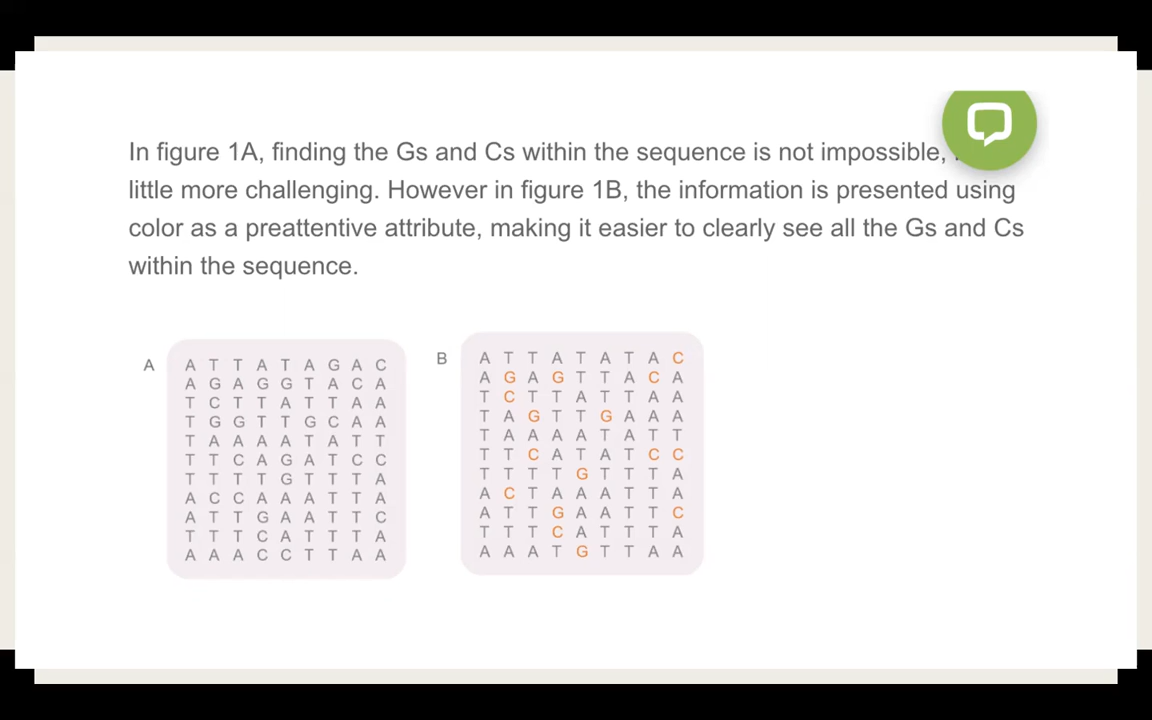 In figure 1A, finding the Gs and Cs within the sequence is not impossible,
little more challenging. However in figure 1B, the information is presented using
color as a preattentive attribute, making it easier to clearly see all the Gs and Cs
within the sequence.
A
A T T A T A G A C
A G A G G T A C A
T C T T A T T A A
T G G T T G C A A
T A A A A T A T T
T T C A G A T C C
T T T T G T T T A
A C C A A A T T A
A T T G A A T T C
T T T C A T T T A
A A A C C T T A A
B
A T T A T A T A C
A G A G T T A C A
T C T T A T T A A
T A G T T G A A A
T A A A A T A T T
T T C A T A T C C
T T T T G T T T A
A C T A A A T T A
A T T G A A T T C
T T T C A T T T A
A A A T G T T A A